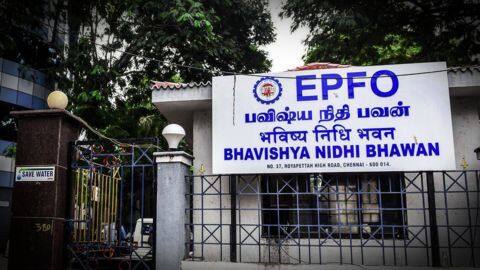 EPFO
பவிஷ்ய நிதி பவன்
भविष्य निधि भवन
BHAVISHYA NIDHI BHAWAN
NO. 37, ROYAPETTAH HIGH ROAD, CHENNAI - 600 014.
SAVE WATER